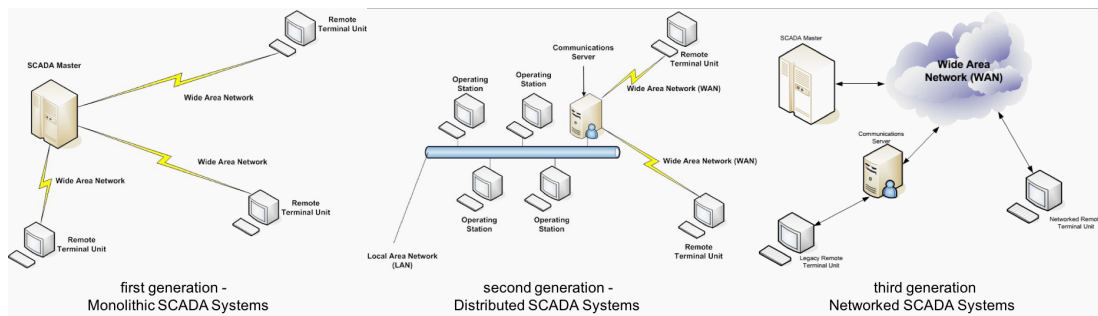 Remote
Terminal Unit
SCADA Master
Wide Area Network
Wide Area Network
Wide Area Network
Remote
Terminal Unit
Remote
Terminal Unit
first generation -
Monolithic SCADA Systems
Communications
Server
Remote
Terminal Unit
Operating
Station
Operating
Station
Wide Area Network (WAN)
Wide Area Network (WAN)
Operating
Station
Operating
Station
Remote
Terminal Unit
Local Area Network
(LAN)
second generation -
Distributed SCADA Systems
SCADA Master
Wide Area
Network (WAN)
Communications
Server
Networked Remote
Terminal Unit
Legacy Remote
Terminal Unit
third generation
Networked SCADA Systems